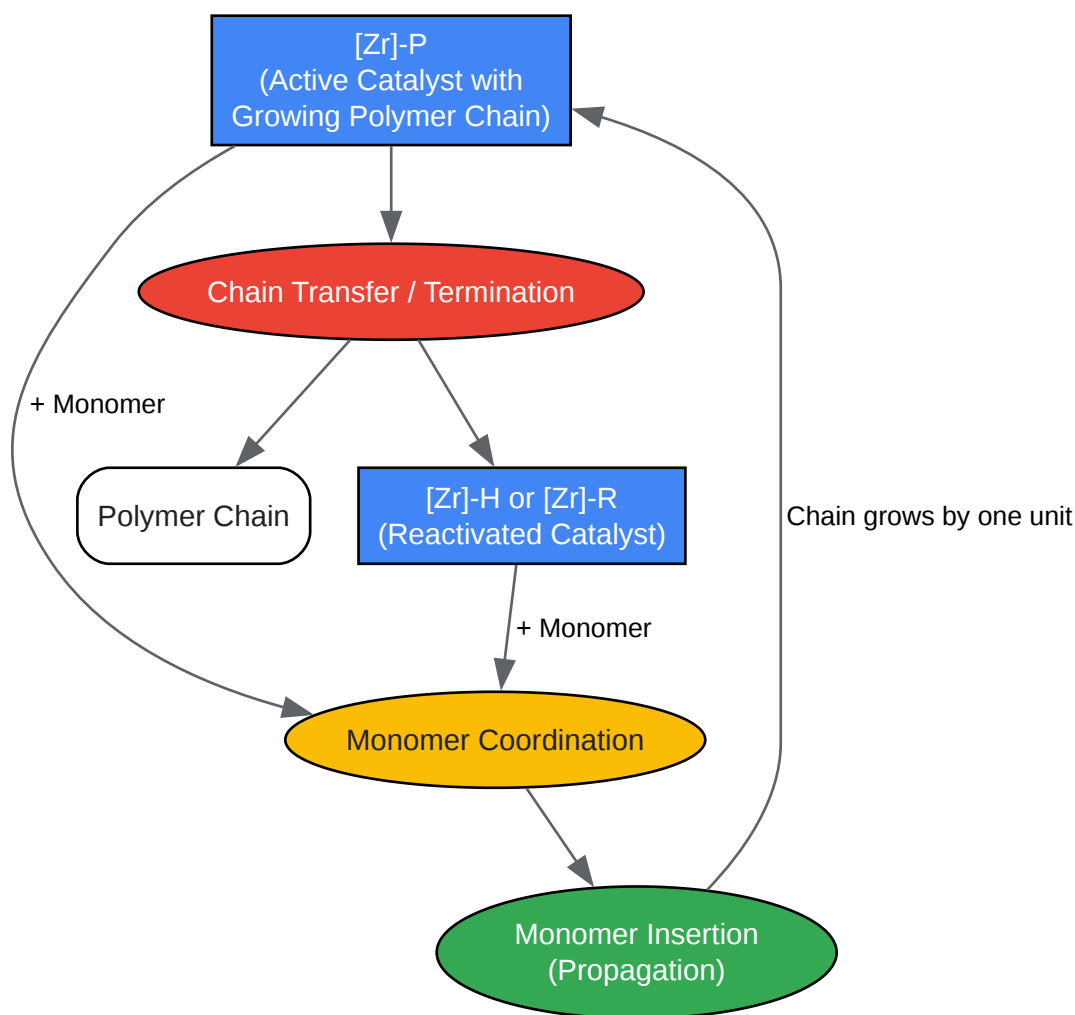 [Zr]-P
(Active Catalyst with
Growing Polymer Chain)
Chain Transfer / Termination
+ Monomer
Polymer Chain
[Zr]-H or [Zr]-R
(Reactivated Catalyst)
Chain grows by one unit
+ Monomer
Monomer Coordination
Monomer Insertion
(Propagation)